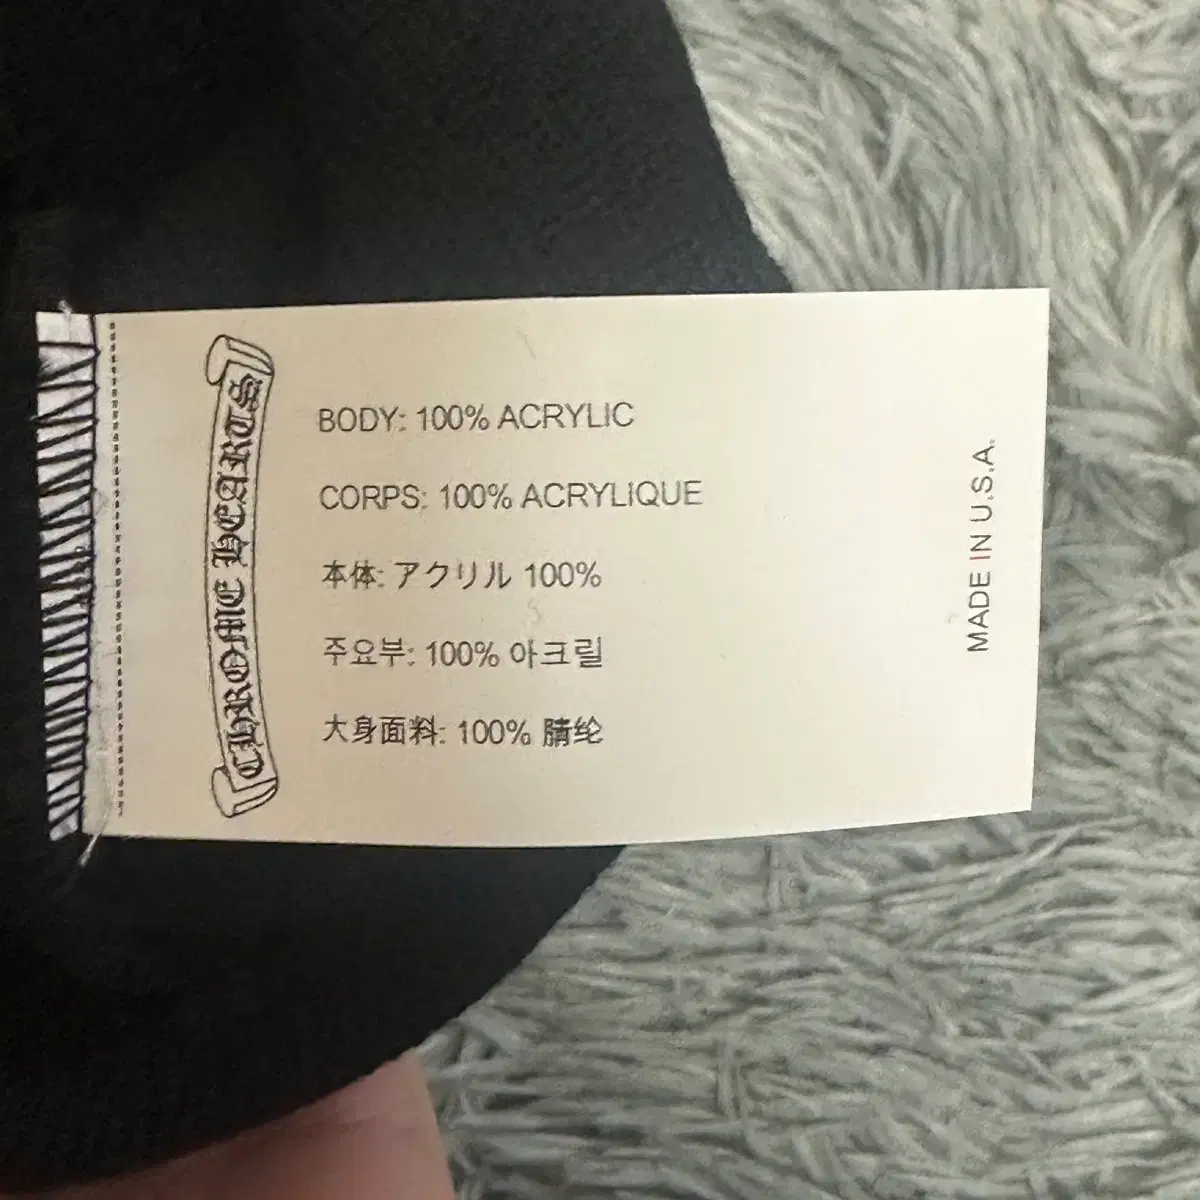 CHROME HEARTS
BODY: 100% ACRYLIC
CORPS: 100% ACRYLIQUE
本体: アクリル 100%
주요부: 100% 아크릴
大身面料: 100% 腈纶
MADE IN U.S.A.